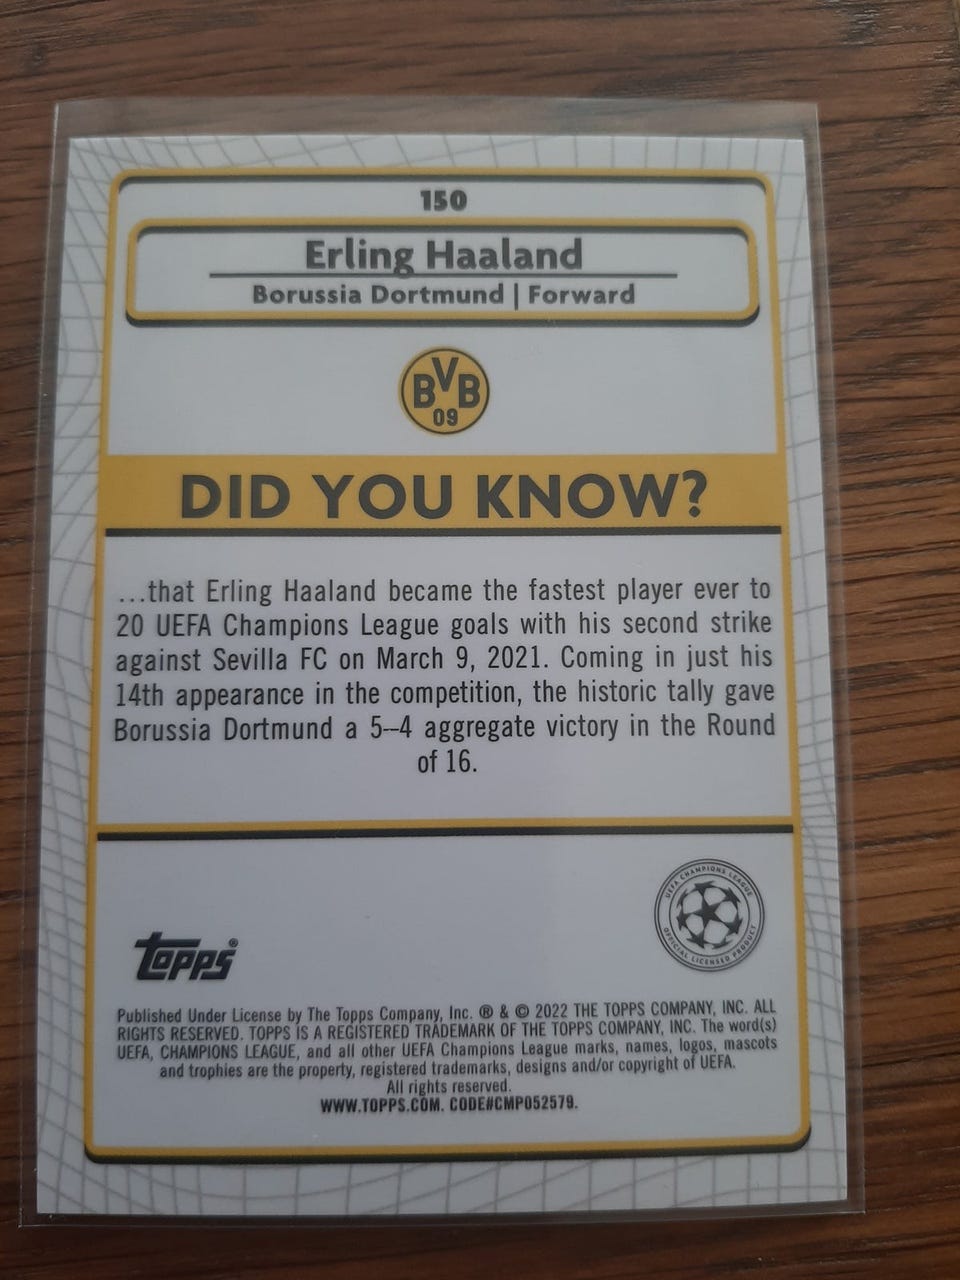 150
Erling Haaland
Borussia Dortmund | Forward
BVB
09
DID YOU KNOW?
...that Erling Haaland became the fastest player ever to
20 UEFA Champions League goals with his second strike
against Sevilla FC on March 9, 2021. Coming in just his
14th appearance in the competition, the historic tally gave
Borussia Dortmund a 5–4 aggregate victory in the Round
of 16.
UEFA CHAMPIONS LEAGUE
OFFICIAL LICENSED PRODUCT
topps®
Published Under License by The Topps Company, Inc. ® & © 2022 THE TOPPS COMPANY, INC. ALL
RIGHTS RESERVED. TOPPS IS A REGISTERED TRADEMARK OF THE TOPPS COMPANY, INC. The word(s)
UEFA, CHAMPIONS LEAGUE, and all other UEFA Champions League marks, names, logos, mascots
and trophies are the property, registered trademarks, designs and/or copyright of UEFA.
All rights reserved.
WWW.TOPPS.COM. CODE#CMP052579.